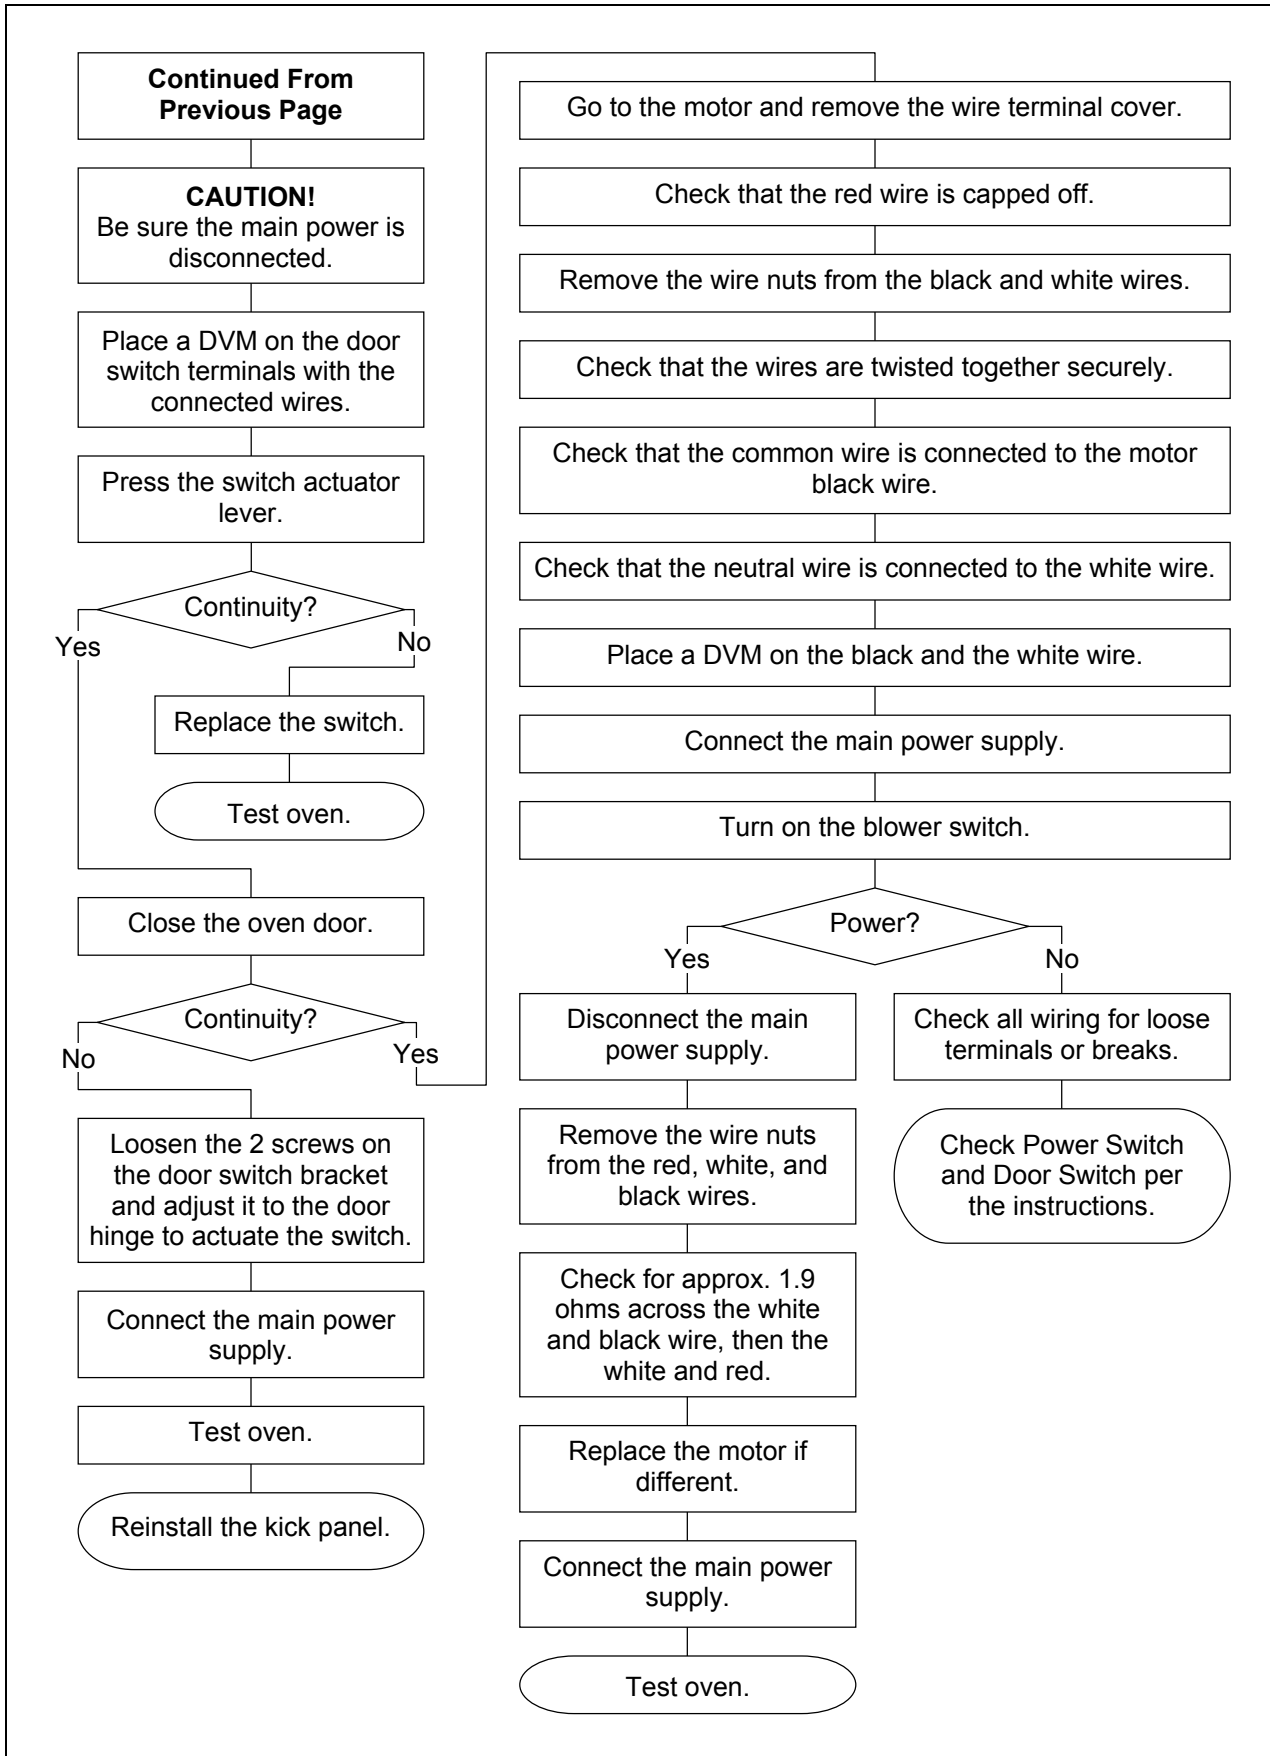 Continued From
Previous Page
CAUTION!
Be sure the main power is
disconnected.
Place a DVM on the door
switch terminals with the
connected wires.
Press the switch actuator
lever.
Continuity?
Yes
No
Replace the switch.
Test oven.
Close the oven door.
Continuity?
No
Yes
Loosen the 2 screws on
the door switch bracket
and adjust it to the door
hinge to actuate the switch.
Connect the main power
supply.
Test oven.
Reinstall the kick panel.
Go to the motor and remove the wire terminal cover.
Check that the red wire is capped off.
Remove the wire nuts from the black and white wires.
Check that the wires are twisted together securely.
Check that the common wire is connected to the motor
black wire.
Check that the neutral wire is connected to the white wire.
Place a DVM on the black and the white wire.
Connect the main power supply.
Turn on the blower switch.
Power?
Yes
No
Disconnect the main
power supply.
Remove the wire nuts
from the red, white, and
black wires.
Check for approx. 1.9
ohms across the white
and black wire, then the
white and red.
Replace the motor if
different.
Connect the main power
supply.
Test oven.
Check all wiring for loose
terminals or breaks.
Check Power Switch
and Door Switch per
the instructions.